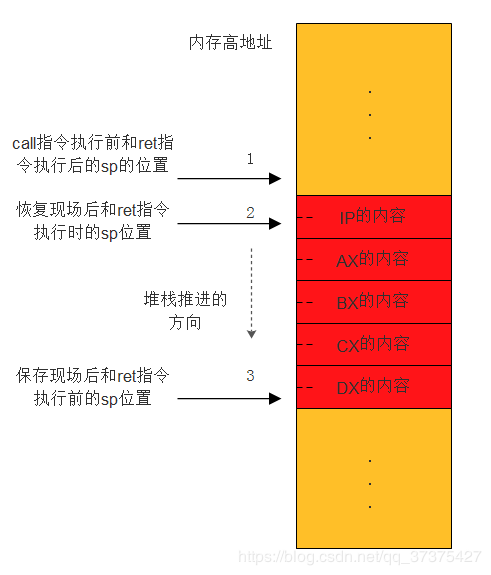 内存高地址
call指令执行前和ret指
令执行后的sp的位置
1
恢复现场后和ret指令
执行时的sp位置
2
IP的内容
AX的内容
BX的内容
堆栈推进的
方向
CX的内容
保存现场后和ret指令
执行前的sp位置
3
DX的内容
https://blog.csdn.net/qq_37375427